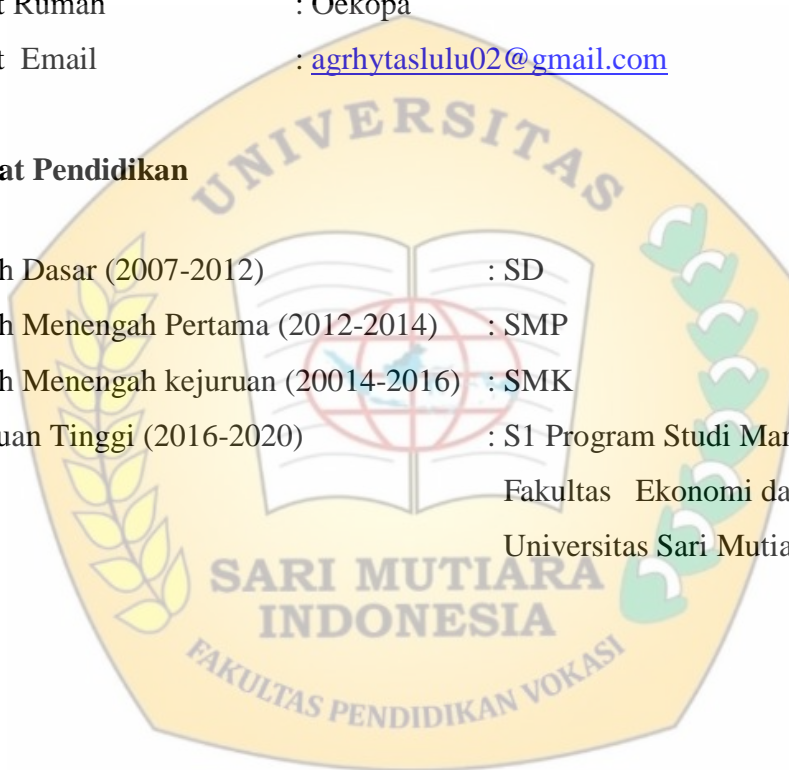 t Rumah : Oekopa
t Email : agrhytaslulu02@gmail.com
at Pendidikan
h Dasar (2007-2012) : SD
h Menengah Pertama (2012-2014) : SMP
h Menengah kejuruan (20014-2016) : SMK
uan Tinggi (2016-2020) : S1 Program Studi Mar
Fakultas Ekonomi da
Universitas Sari Mutia
UNIVERSITAS
SARI MUTIARA
INDONESIA
FAKULTAS PENDIDIKAN VOKASI